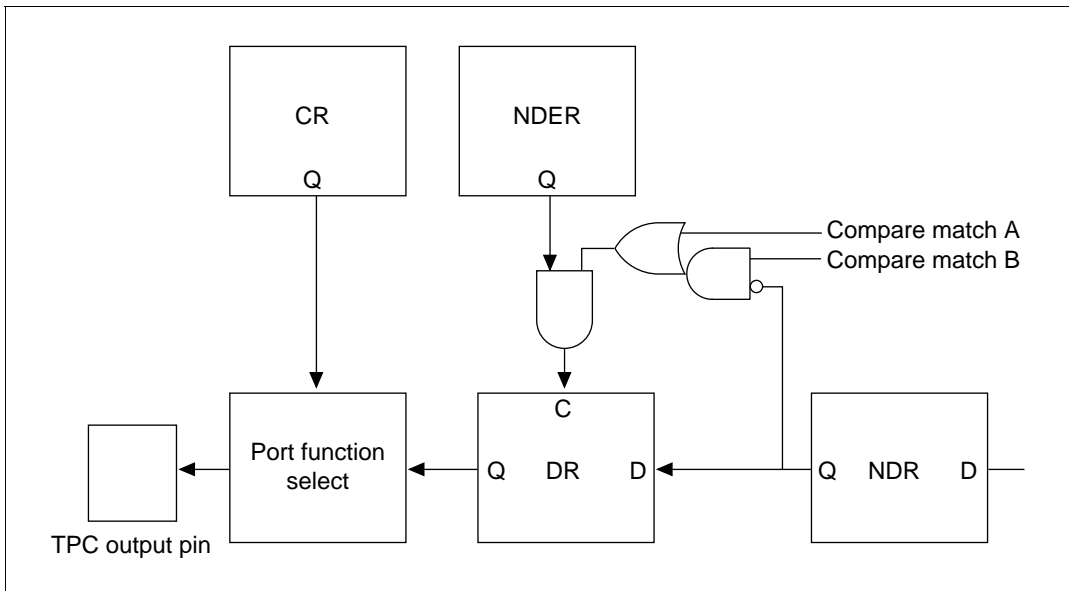 CR
Q
NDER
Q
Compare match A
Compare match B
C
Q DR D
Q NDR D
Port function
select
TPC output pin